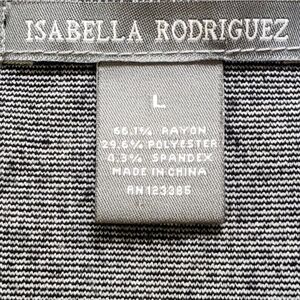 ISABELLA RODRIGUEZ
L
66.1% RAYON
29.6% POLYESTER
4.3% SPANDEX
MADE IN CHINA
RN123385